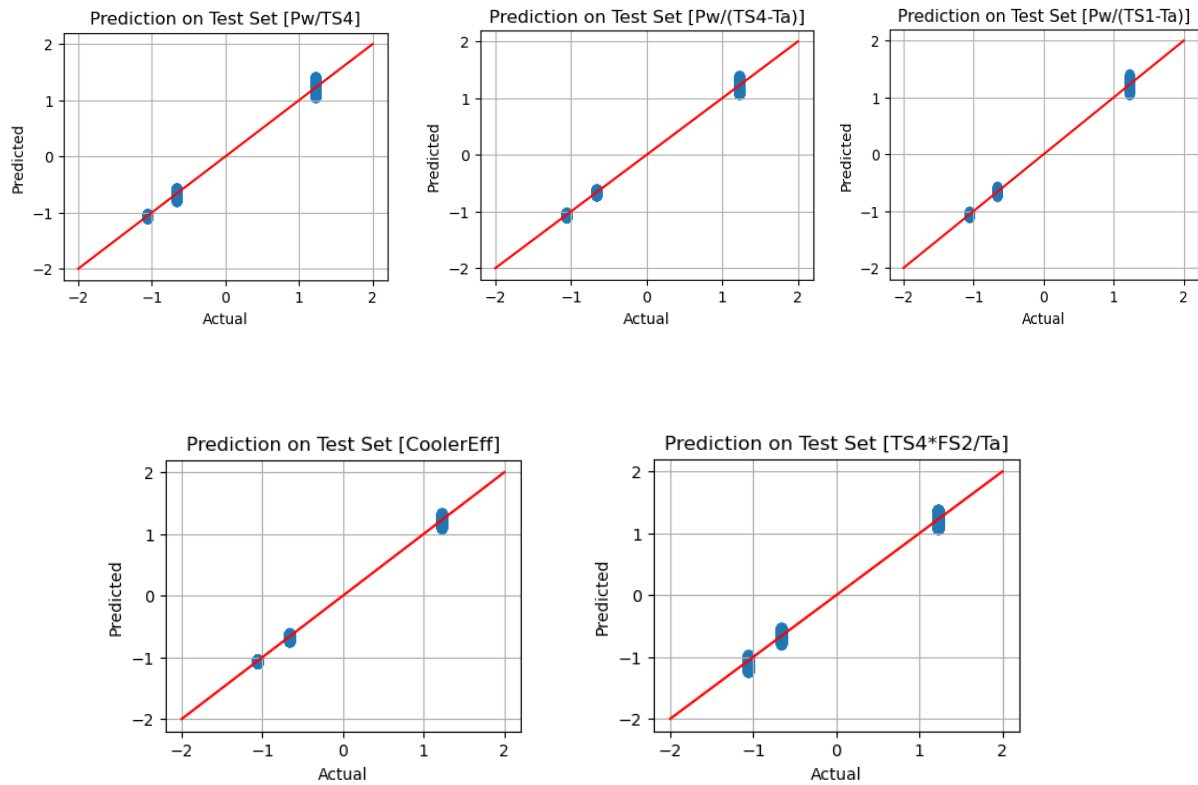 Prediction on Test Set [Pw/TS4]
2
1
0
−1
−2
Predicted
−2 −1 0 1 2
Actual
Prediction on Test Set [Pw/(TS4-Ta)]
2
1
0
−1
−2
Predicted
−2 −1 0 1 2
Actual
Prediction on Test Set [Pw/(TS1-Ta)]
2
1
0
−1
−2
Predicted
−2 −1 0 1 2
Actual
Prediction on Test Set [CoolerEff]
2
1
0
−1
−2
Predicted
−2 −1 0 1 2
Actual
Prediction on Test Set [TS4*FS2/Ta]
2
1
0
−1
−2
Predicted
−2 −1 0 1 2
Actual